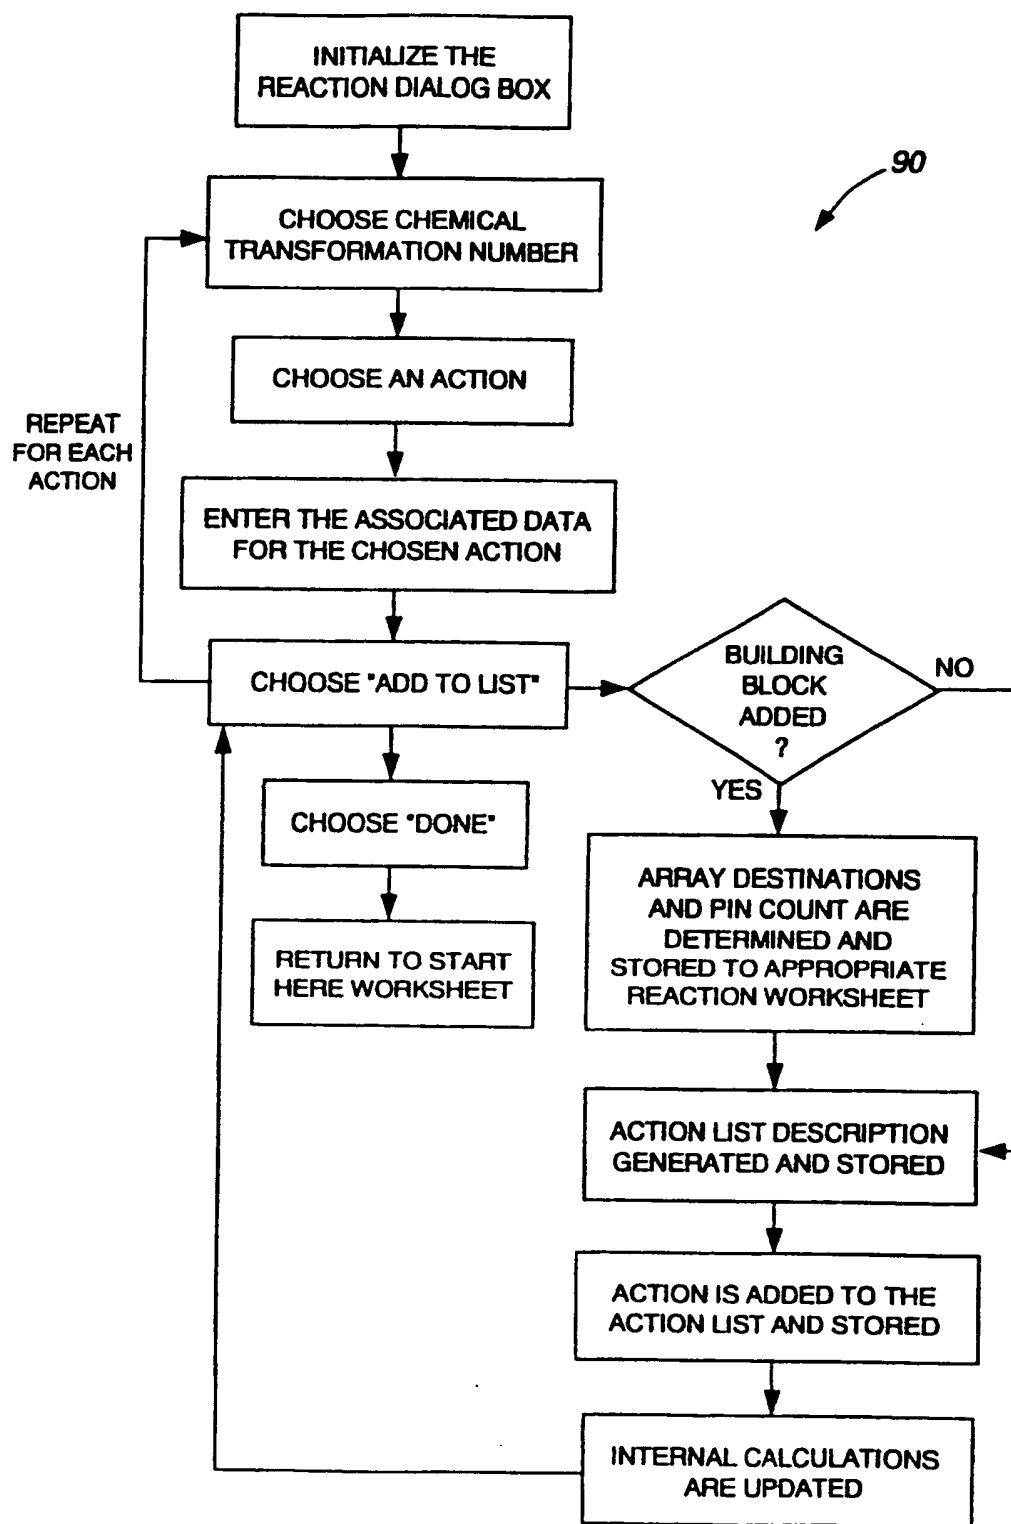 INITIALIZE THE
REACTION DIALOG BOX
90
CHOOSE CHEMICAL
TRANSFORMATION NUMBER
CHOOSE AN ACTION
REPEAT
FOR EACH
ACTION
ENTER THE ASSOCIATED DATA
FOR THE CHOSEN ACTION
CHOOSE "ADD TO LIST"
BUILDING
BLOCK
ADDED
?
NO
YES
CHOOSE "DONE"
RETURN TO START
HERE WORKSHEET
ARRAY DESTINATIONS
AND PIN COUNT ARE
DETERMINED AND
STORED TO APPROPRIATE
REACTION WORKSHEET
ACTION LIST DESCRIPTION
GENERATED AND STORED
ACTION IS ADDED TO THE
ACTION LIST AND STORED
INTERNAL CALCULATIONS
ARE UPDATED